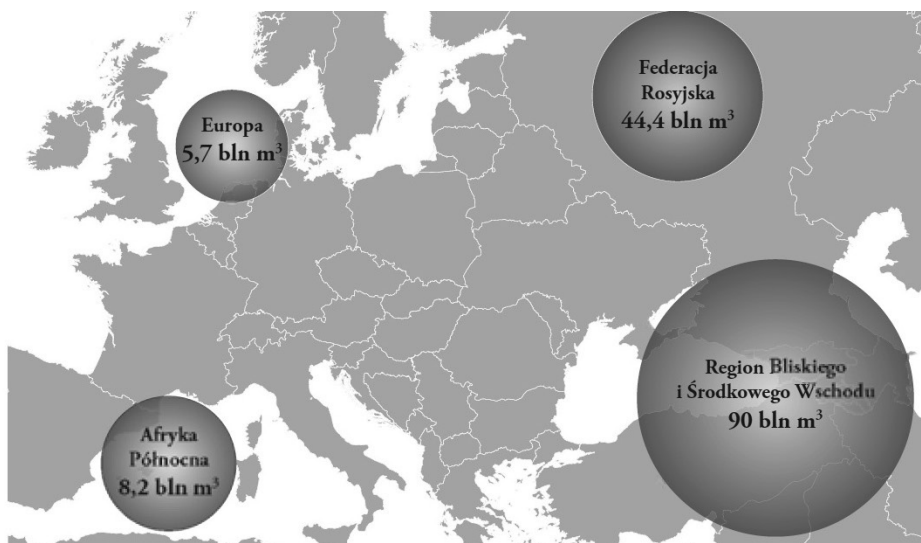 Federacja
Rosyjska
44,4 bln m³
Europa
5,7 bln m³
Region Bliskiego
i Środkowego Wschodu
90 bln m³
Afryka
Północna
8,2 bln m³